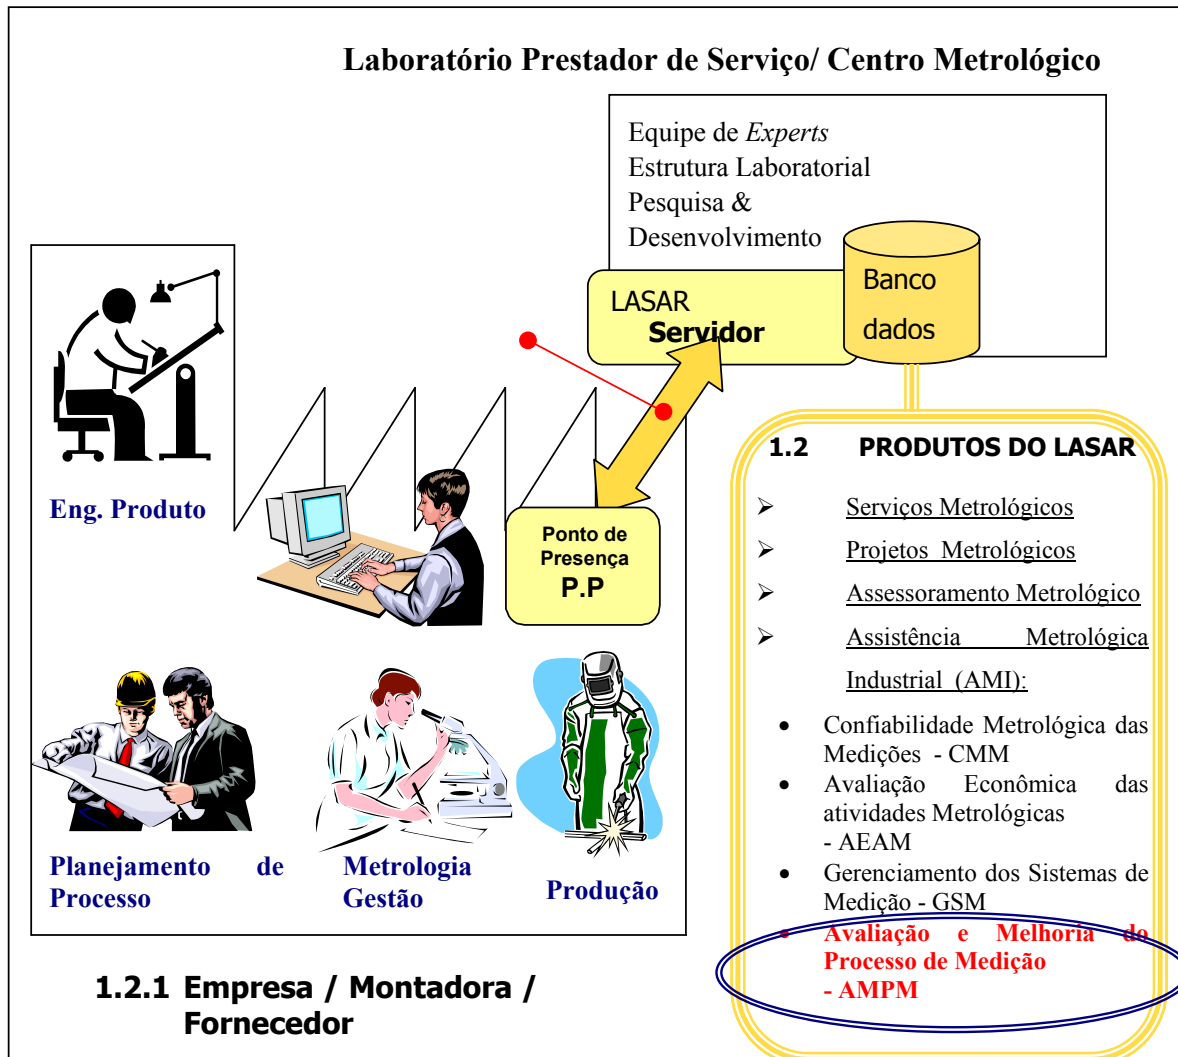 Laboratório Prestador de Serviço/ Centro Metrológico
Equipe de Experts
Estrutura Laboratorial
Pesquisa &
Desenvolvimento
LASAR
Servidor
Banco
dados
Eng. Produto
Ponto de
Presença
P.P
Planejamento de
Processo
Metrologia
Gestão
Produção
1.2.1 Empresa / Montadora /
Fornecedor
1.2 PRODUTOS DO LASAR
➢ Serviços Metrológicos
➢ Projetos Metrológicos
➢ Assessoramento Metrológico
➢ Assistência Metrológica
Industrial (AMI):
• Confiabilidade Metrológica das
Medições - CMM
• Avaliação Econômica das
atividades Metrológicas
- AEAM
• Gerenciamento dos Sistemas de
Medição - GSM
• Avaliação e Melhoria do
Processo de Medição
- AMPM